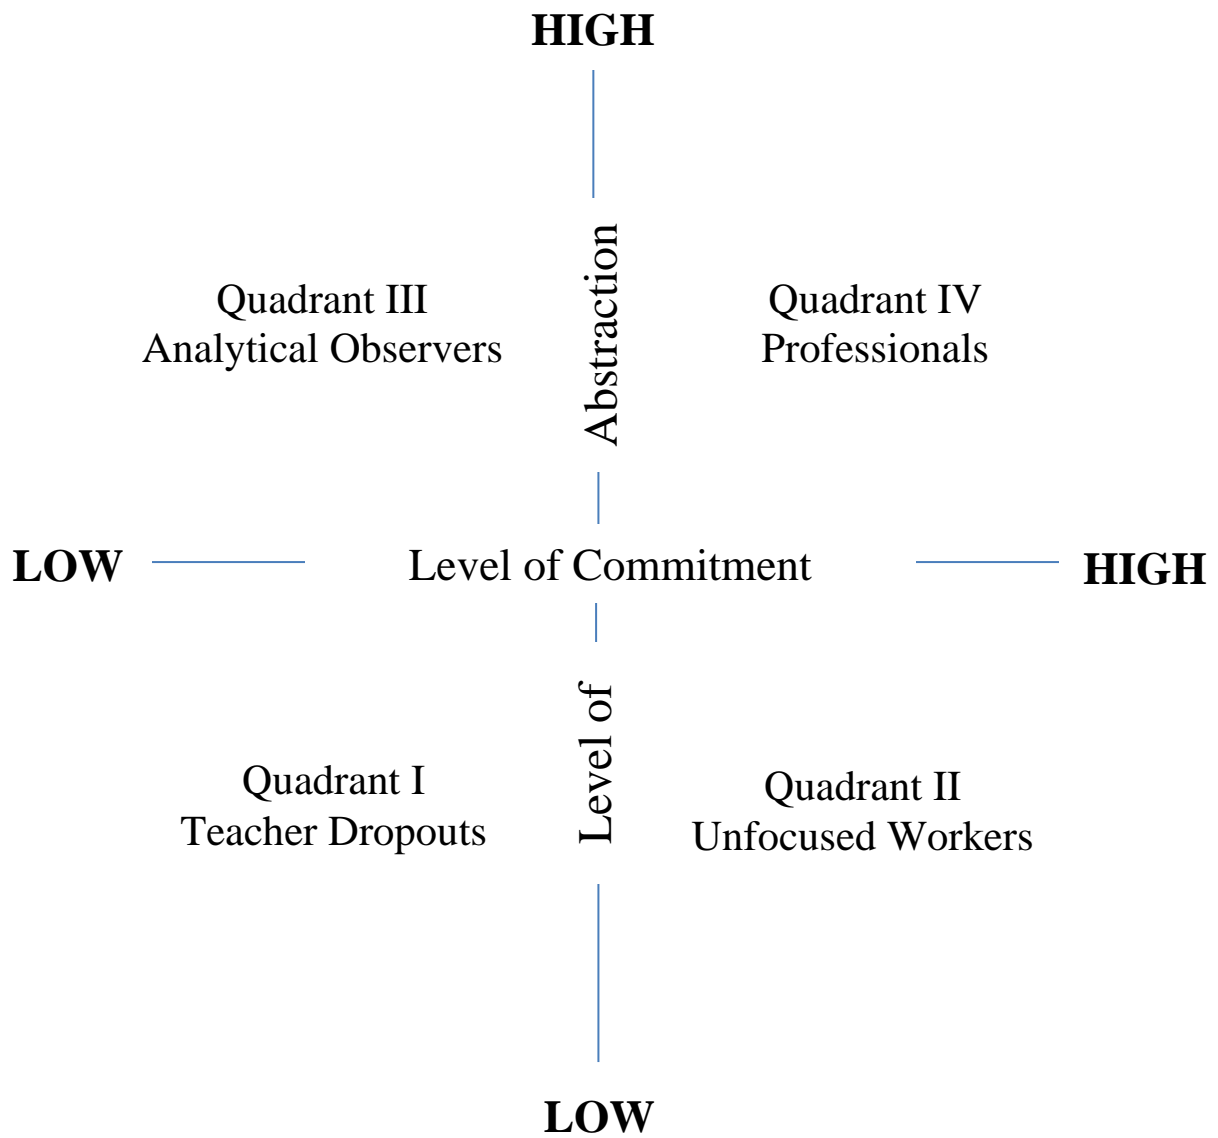 HIGH
Abstraction
Quadrant III
Analytical Observers
Quadrant IV
Professionals
LOW
Level of Commitment
HIGH
Level of
Quadrant I
Teacher Dropouts
Quadrant II
Unfocused Workers
LOW